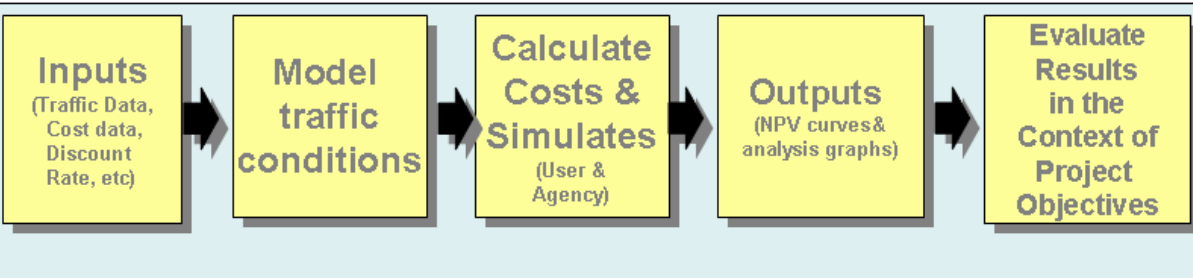 Inputs
(Traffic Data,
Cost data,
Discount
Rate, etc)
Model
traffic
conditions
Calculate
Costs &
Simulates
(User &
Agency)
Outputs
(NPV curves&
analysis graphs)
Evaluate
Results
in the
Context of
Project
Objectives